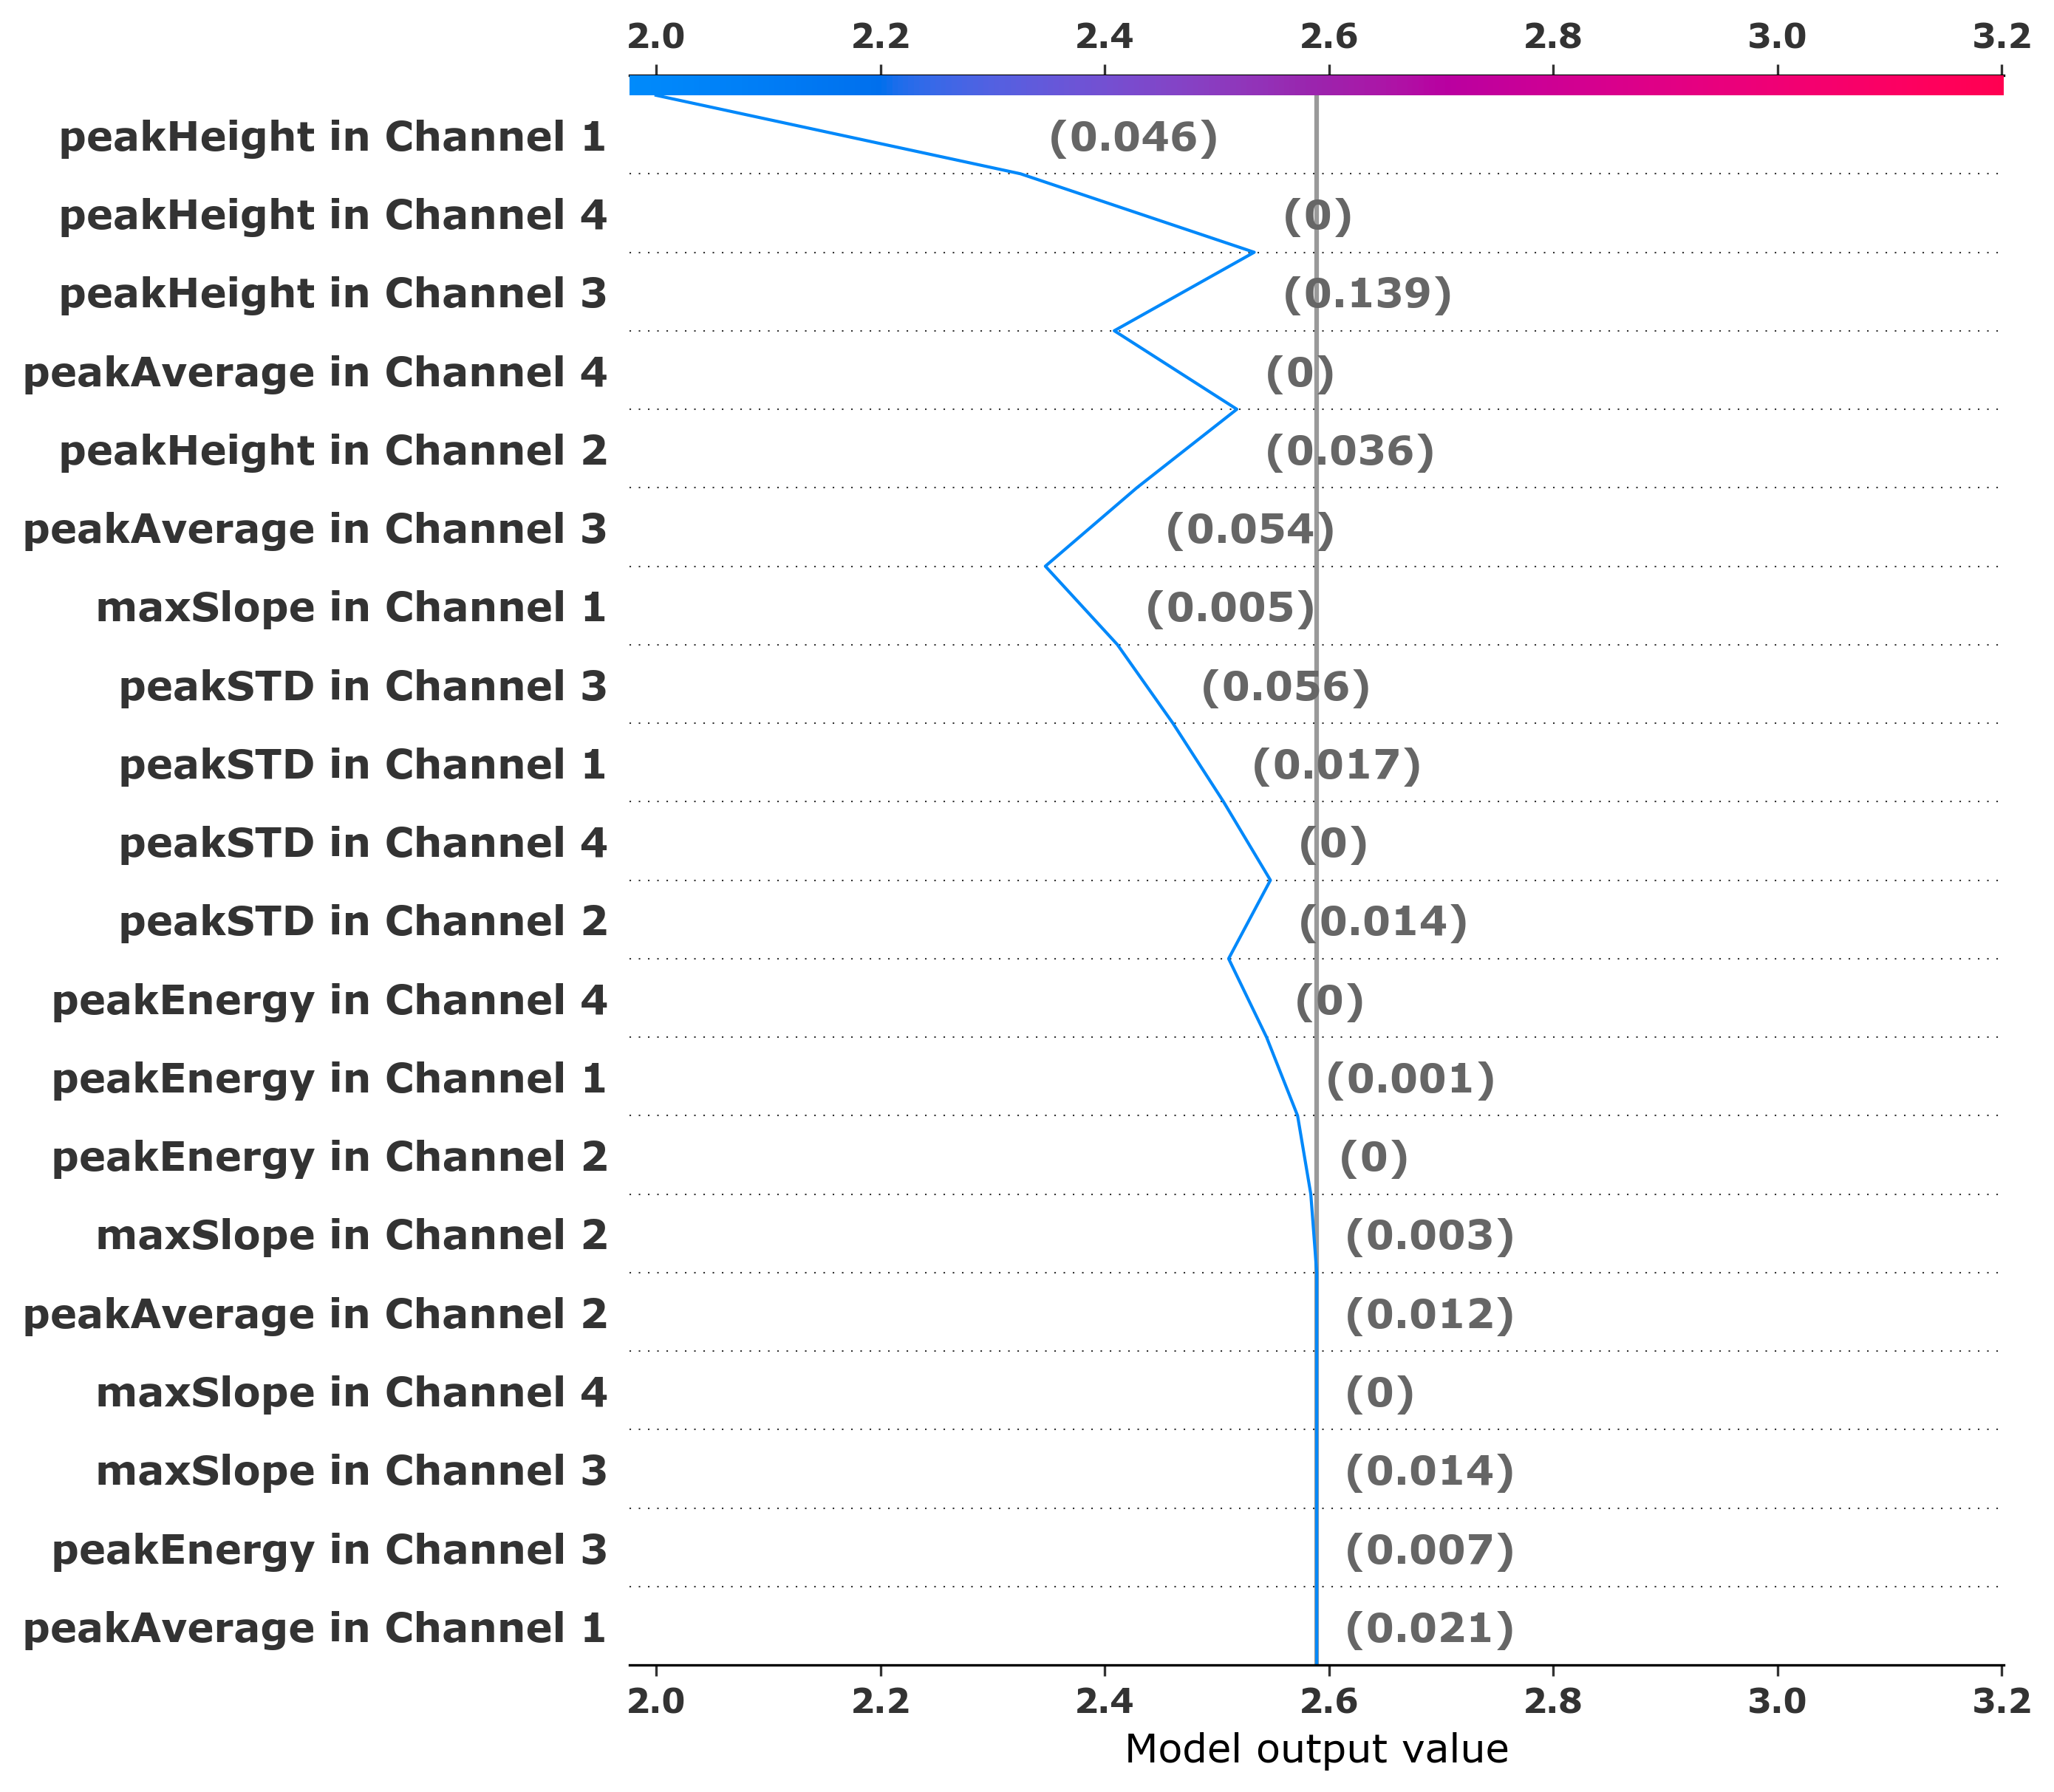 2.0 2.2 2.4 2.6 2.8 3.0 3.2
peakHeight in Channel 1 (0.046)
peakHeight in Channel 4 (0)
peakHeight in Channel 3 (0.139)
peakAverage in Channel 4 (0)
peakHeight in Channel 2 (0.036)
peakAverage in Channel 3 (0.054)
maxSlope in Channel 1 (0.005)
peakSTD in Channel 3 (0.056)
peakSTD in Channel 1 (0.017)
peakSTD in Channel 4 (0)
peakSTD in Channel 2 (0.014)
peakEnergy in Channel 4 (0)
peakEnergy in Channel 1 (0.001)
peakEnergy in Channel 2 (0)
maxSlope in Channel 2 (0.003)
peakAverage in Channel 2 (0.012)
maxSlope in Channel 4 (0)
maxSlope in Channel 3 (0.014)
peakEnergy in Channel 3 (0.007)
peakAverage in Channel 1 (0.021)
2.0 2.2 2.4 2.6 2.8 3.0 3.2
Model output value